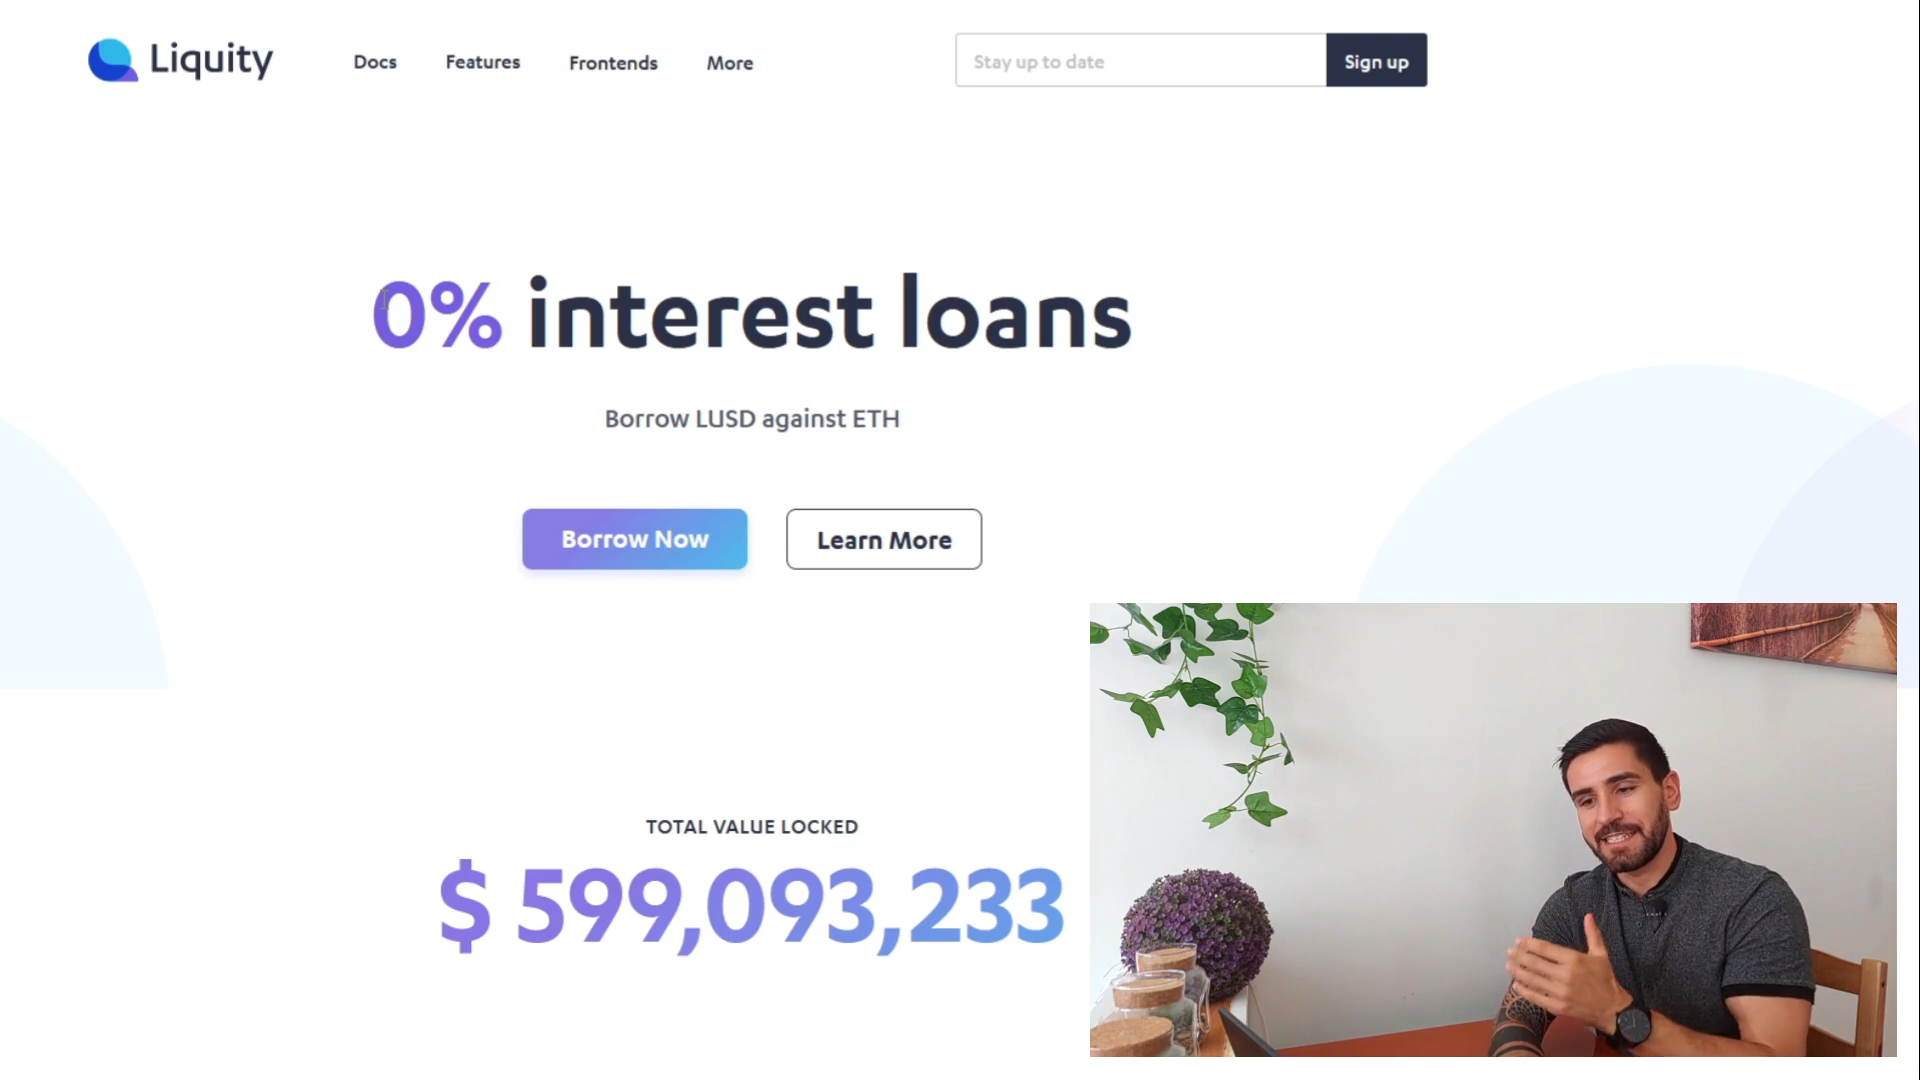 Liquity
Docs Features Frontends More
Stay up to date
Sign up
0% interest loans
Borrow LUSD against ETH
Borrow Now
Learn More
TOTAL VALUE LOCKED
$ 599,093,233